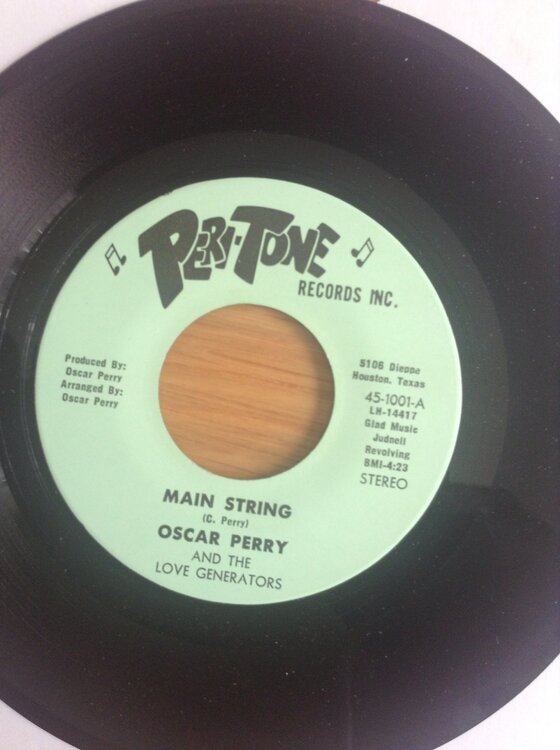 PERI-TONE
RECORDS INC.
Produced By:
Oscar Perry
Arranged By:
Oscar Perry
5106 Dieppe
Houston, Texas
45-1001-A
LH-14417
Glad Music
Judnell
Revolving
BMI-4:23
STEREO
MAIN STRING
(C. Perry)
OSCAR PERRY
AND THE
LOVE GENERATORS